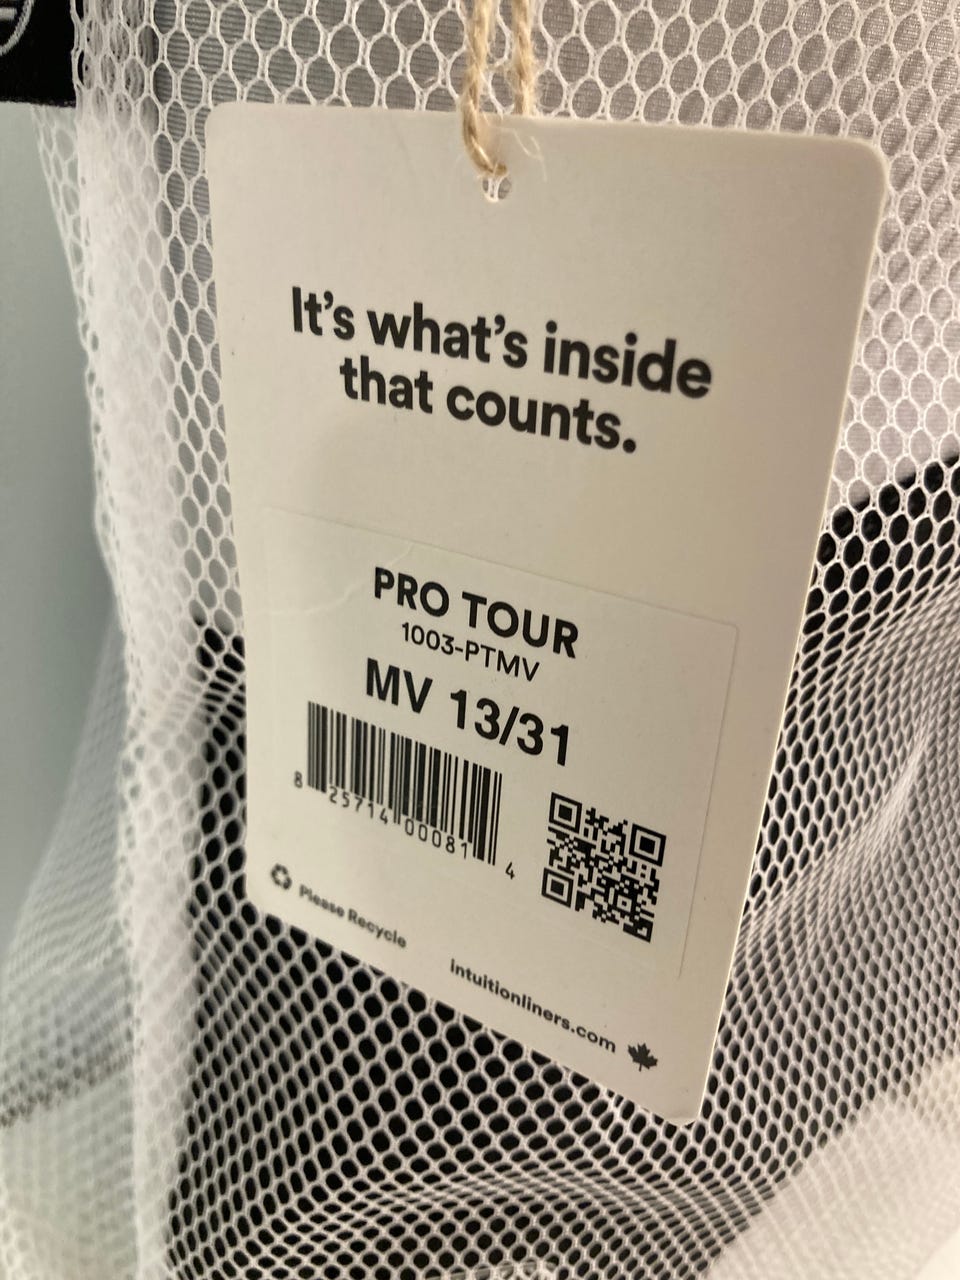 It's what's inside
that counts.
PRO TOUR
1003-PTMV
MV 13/31
8 25714 00081 4
Please Recycle
intuitionliners.com